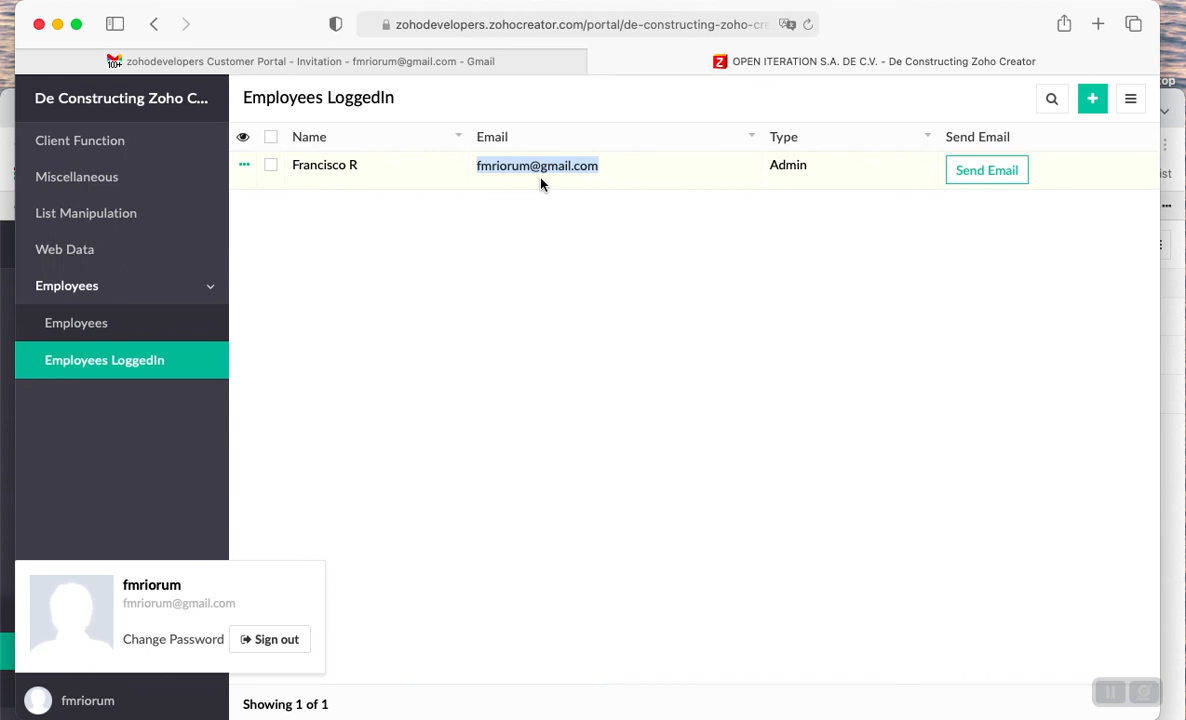 zohodevelopers.zohocreator.com/portal/de-constructing-zoho-cre
zohodevelopers Customer Portal - Invitation - fmriorum@gmail.com - Gmail
OPEN ITERATION S.A. DE C.V. - De Constructing Zoho Creator
De Constructing Zoho C...
Client Function
Miscellaneous
List Manipulation
Web Data
Employees
Employees
Employees LoggedIn
Employees LoggedIn
Name
Email
Type
Send Email
Francisco R
fmriorum@gmail.com
Admin
Send Email
fmriorum
fmriorum@gmail.com
Change Password
Sign out
fmriorum
Showing 1 of 1